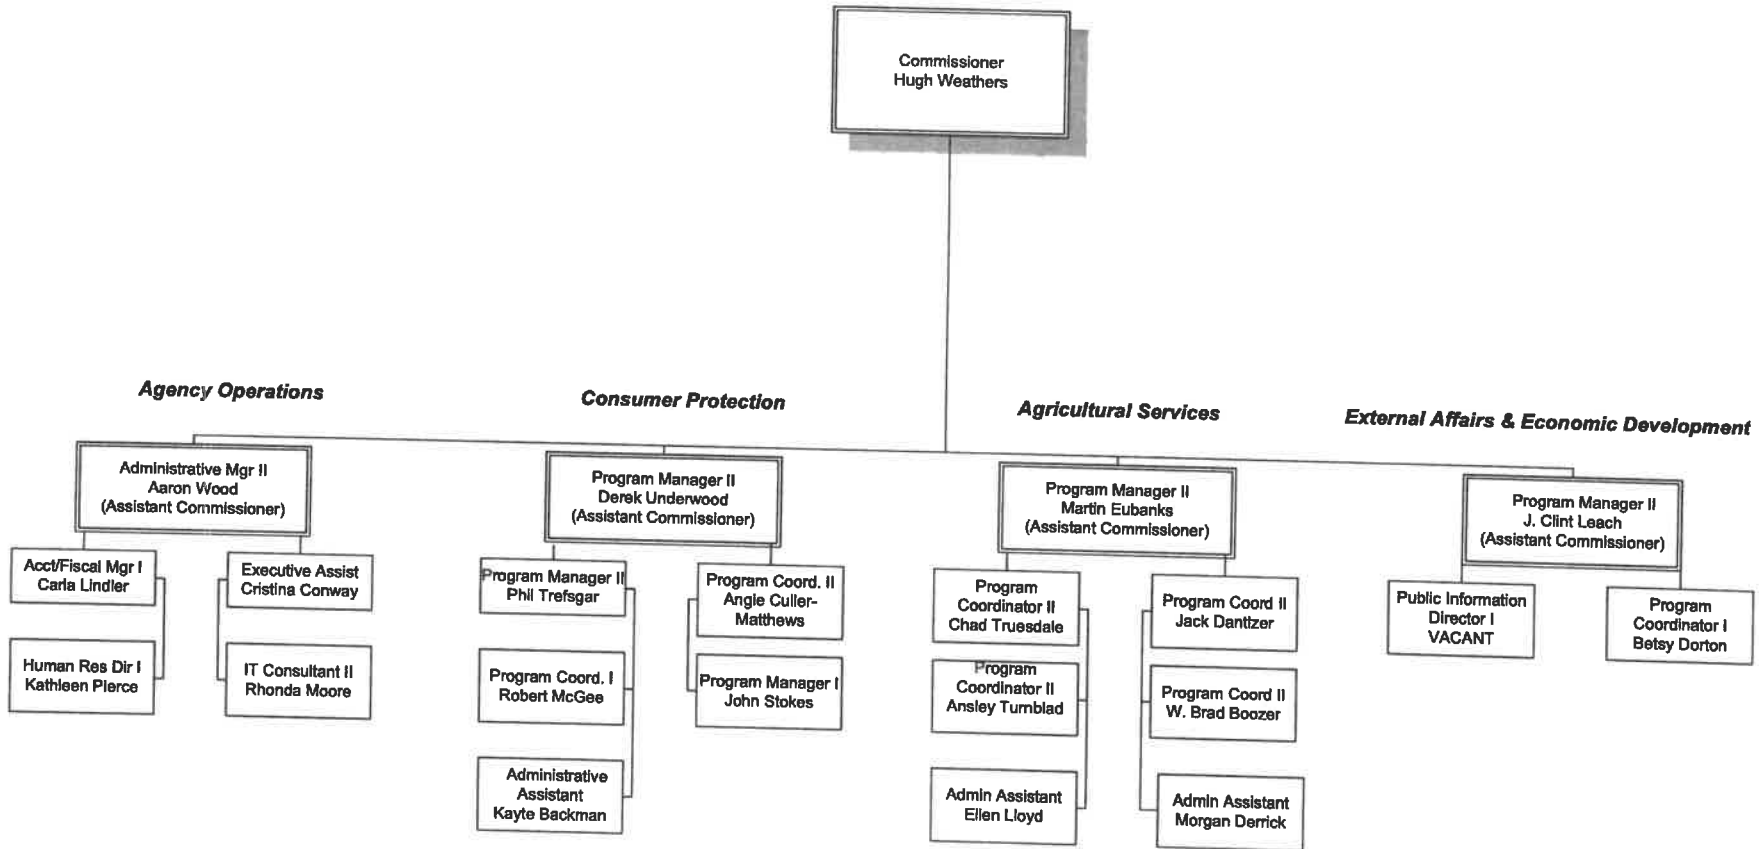 Commissioner
Hugh Weathers
Agency Operations
Consumer Protection
Agricultural Services
External Affairs & Economic Development
Administrative Mgr II
Aaron Wood
(Assistant Commissioner)
Program Manager II
Derek Underwood
(Assistant Commissioner)
Program Manager II
Martin Eubanks
(Assistant Commissioner)
Program Manager II
J. Clint Leach
(Assistant Commissioner)
Acct/Fiscal Mgr I
Carla Lindler
Executive Assist
Cristina Conway
Human Res Dir I
Kathleen Pierce
IT Consultant II
Rhonda Moore
Program Manager II
Phil Trefsgar
Program Coord. II
Angie Culler-
Matthews
Program Coord. I
Robert McGee
Program Manager I
John Stokes
Administrative
Assistant
Kayte Backman
Program
Coordinator II
Chad Truesdale
Program Coord II
Jack Dantizer
Program
Coordinator II
Ansley Turnblad
Program Coord II
W. Brad Boozer
Admin Assistant
Ellen Lloyd
Admin Assistant
Morgan Derrick
Public Information
Director I
VACANT
Program
Coordinator I
Betsy Dorton